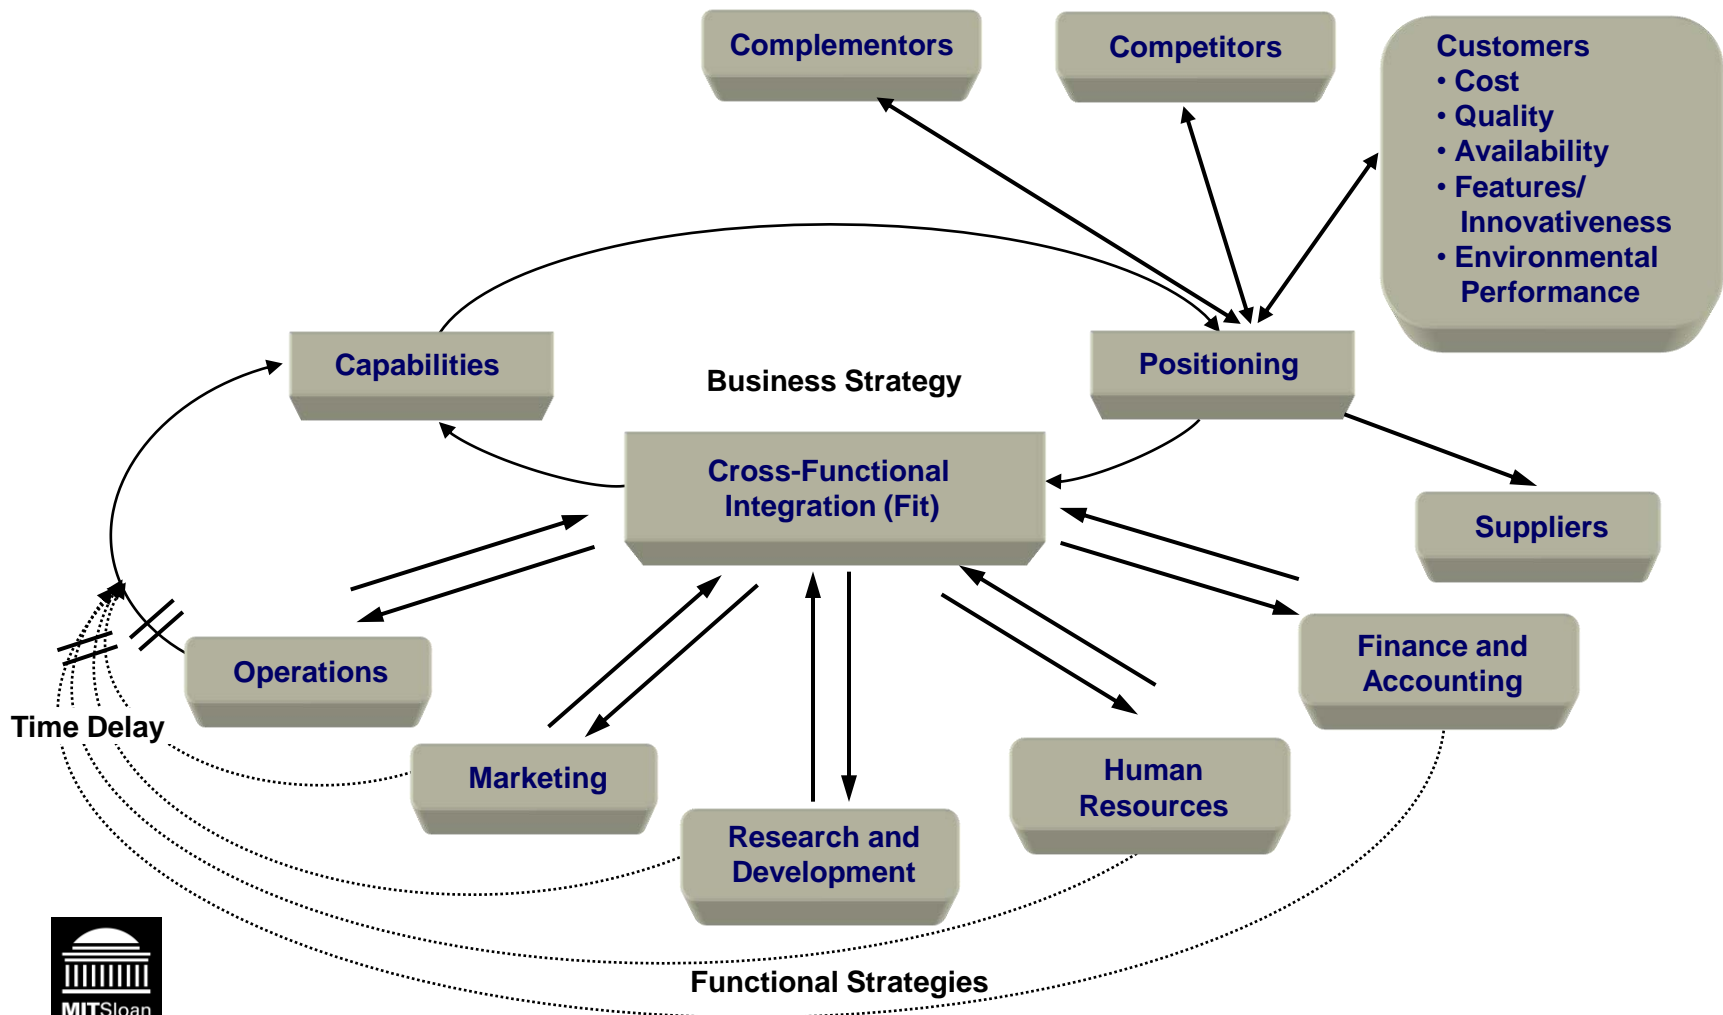 Complementors
Competitors
Customers
• Cost
• Quality
• Availability
• Features/
Innovativeness
• Environmental
Performance
Capabilities
Business Strategy
Positioning
Cross-Functional
Integration (Fit)
Suppliers
Operations
Finance and
Accounting
Time Delay
Marketing
Human
Resources
Research and
Development
Functional Strategies
MITSloan